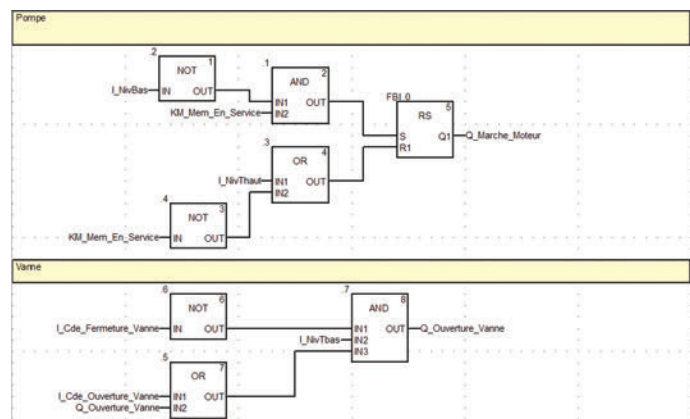 Pompe
.2
NOT 1
I_NivBas IN OUT
.1
AND 2
IN1 OUT
KM_Mem_En_Service IN2
FBI_0
RS 5
S Q1 Q_Marche_Moteur
R1
.3
OR 4
I_NivThaut IN1 OUT
IN2
.4
NOT 3
KM_Mem_En_Service IN OUT
Vanne
.6
NOT 6
I_Cde_Fermeture_Vanne IN OUT
.7
AND 8
IN1 OUT Q_Ouverture_Vanne
I_NivTbas IN2
IN3
.5
OR 7
I_Cde_Ouverture_Vanne IN1 OUT
Q_Ouverture_Vanne IN2